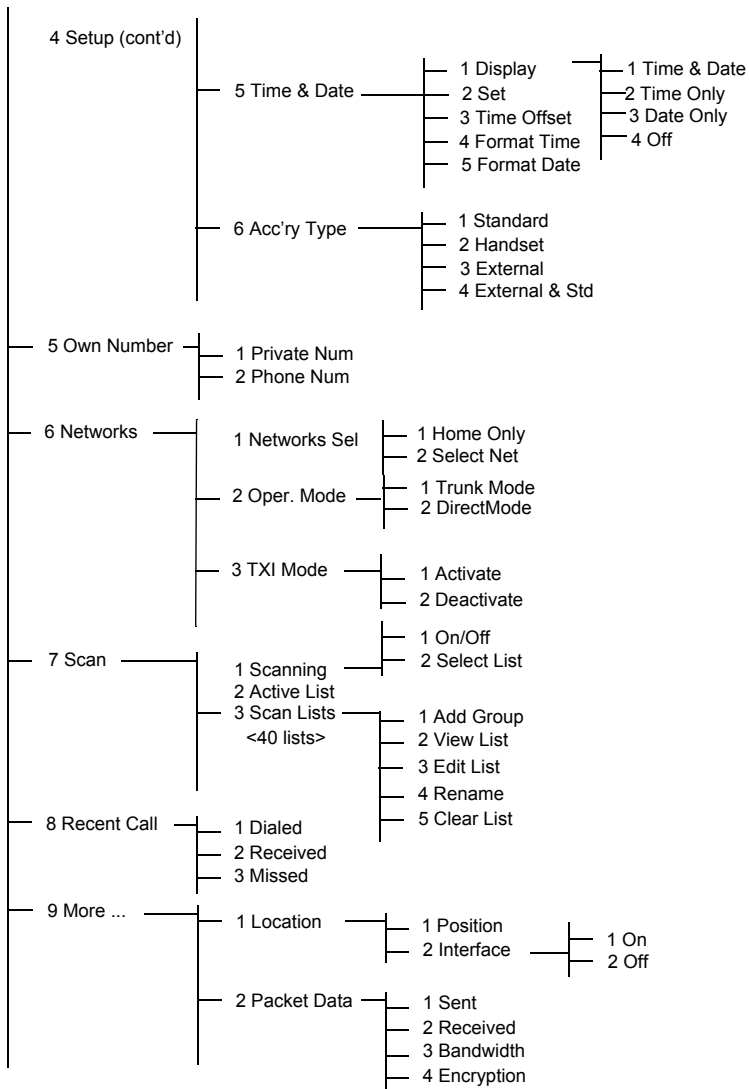 4 Setup (cont'd)
5 Time & Date
1 Display
2 Set
3 Time Offset
4 Format Time
5 Format Date
1 Time & Date
2 Time Only
3 Date Only
4 Off
6 Acc'ry Type
1 Standard
2 Handset
3 External
4 External & Std
5 Own Number
1 Private Num
2 Phone Num
6 Networks
1 Networks Sel
1 Home Only
2 Select Net
2 Oper. Mode
1 Trunk Mode
2 DirectMode
3 TXI Mode
1 Activate
2 Deactivate
7 Scan
1 Scanning
1 On/Off
2 Select List
2 Active List
3 Scan Lists
<40 lists>
1 Add Group
2 View List
3 Edit List
4 Rename
5 Clear List
8 Recent Call
1 Dialed
2 Received
3 Missed
9 More ...
1 Location
1 Position
2 Interface
1 On
2 Off
2 Packet Data
1 Sent
2 Received
3 Bandwidth
4 Encryption